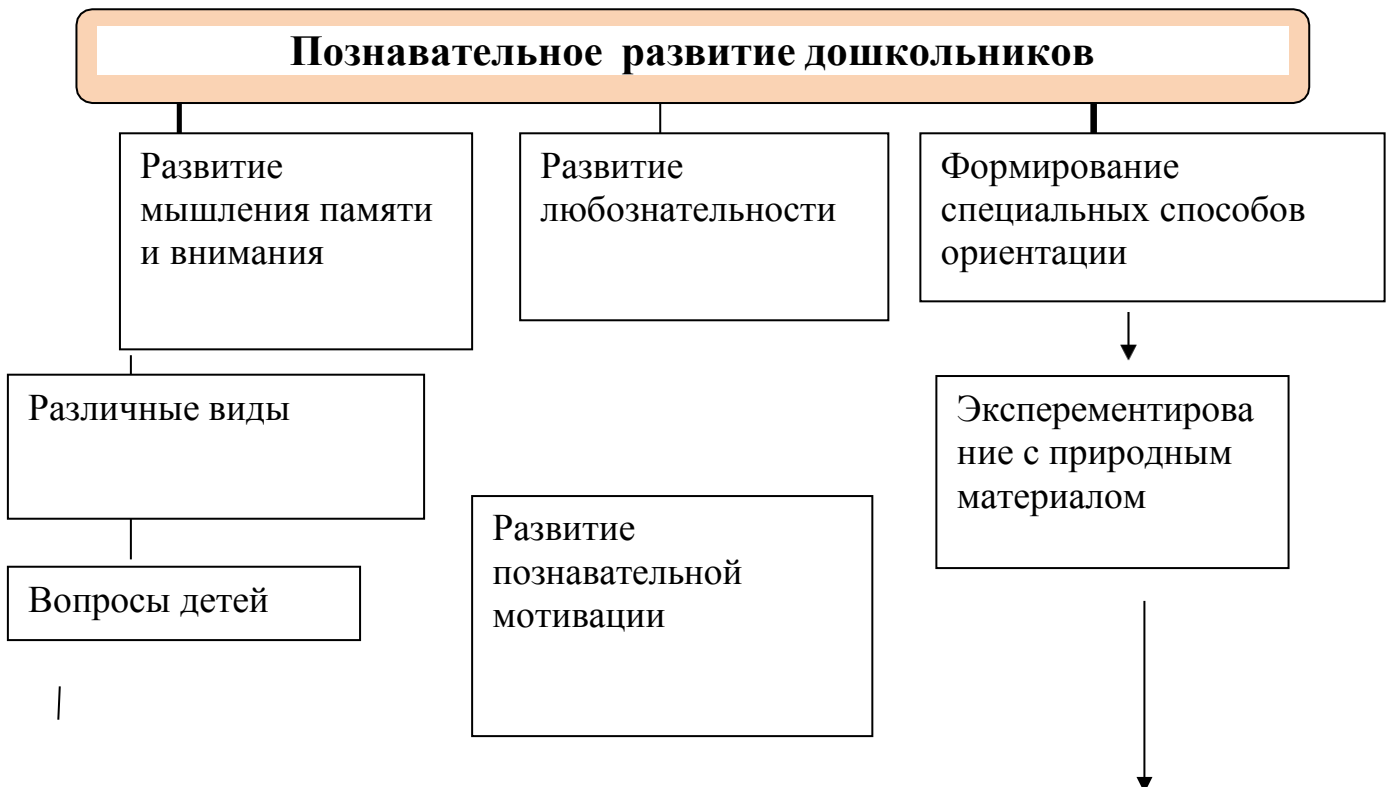 Познавательное развитие дошкольников
Развитие
мышления памяти
и внимания
Развитие
любознательности
Формирование
специальных способов
ориентации
Различные виды
Эксперементирова
ние с природным
материалом
Развитие
познавательной
мотивации
Вопросы детей